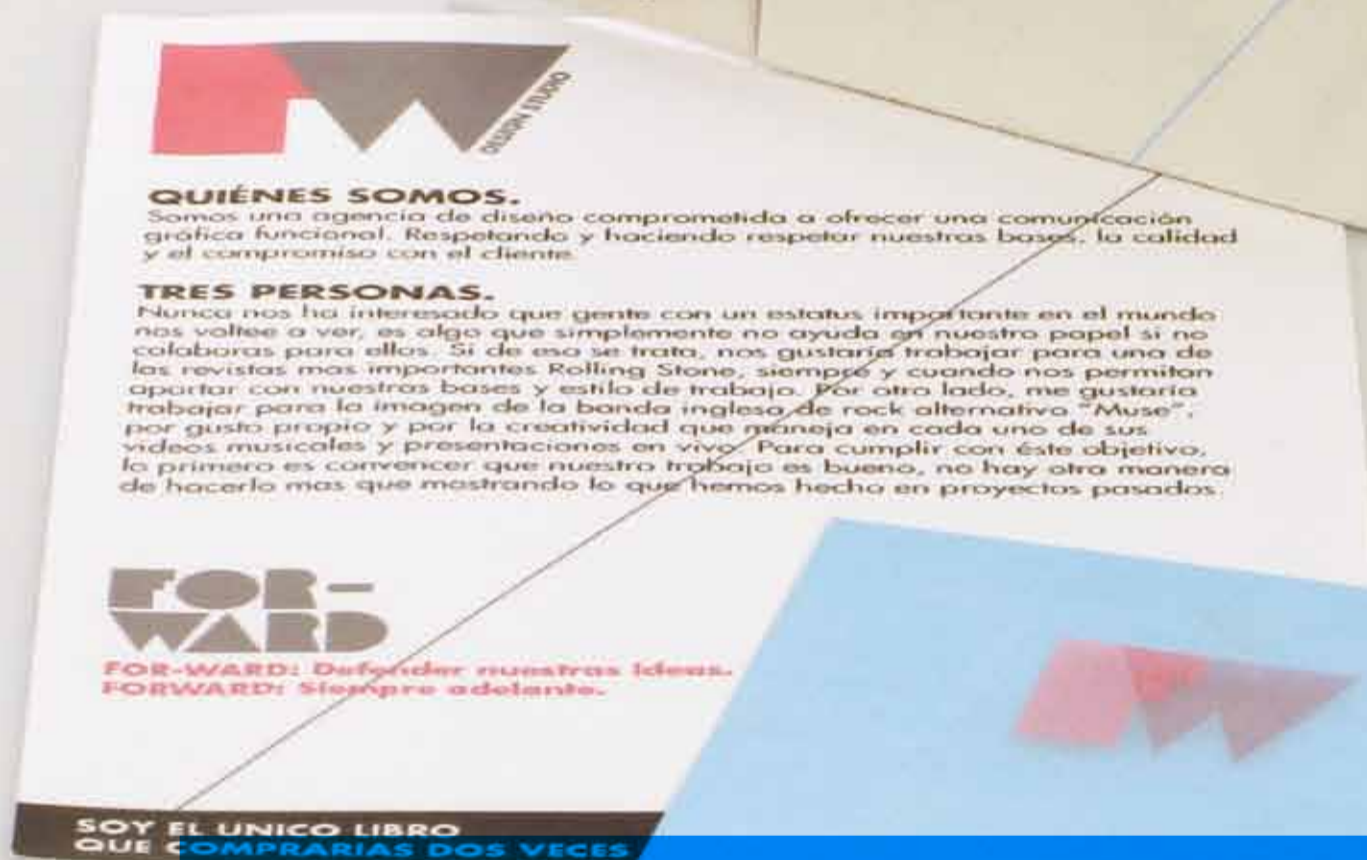 FW
DESIGN STUDIO
QUIÉNES SOMOS.
Somos una agencia de diseño comprometida a ofrecer una comunicación
gráfica funcional. Respetando y haciendo respetar nuestras bases, la calidad
y el compromiso con el cliente.
TRES PERSONAS.
Nunca nos ha interesado que gente con un estatus importante en el mundo
nos voltee a ver, es algo que simplemente no ayuda en nuestro papel si no
colaboras para ellos. Si de eso se trata, nos gustaría trabajar para una de
las revistas mas importantes Rolling Stone, siempre y cuando nos permitan
aportar con nuestras bases y estilo de trabajo. Por otro lado, me gustaría
trabajar para la imagen de la banda inglesa de rock alternativo "Muse",
por gusto propio y por la creatividad que maneja en cada uno de sus
videos musicales y presentaciones en vivo. Para cumplir con éste objetivo,
lo primero es convencer que nuestro trabajo es bueno, no hay otra manera
de hacerlo mas que mostrando lo que hemos hecho en proyectos pasados.
FOR-
WARD
FOR-WARD: Defender nuestras ideas.
FORWARD: Siempre adelante.
FW
SOY EL UNICO LIBRO
QUE COMPRARIAS DOS VECES